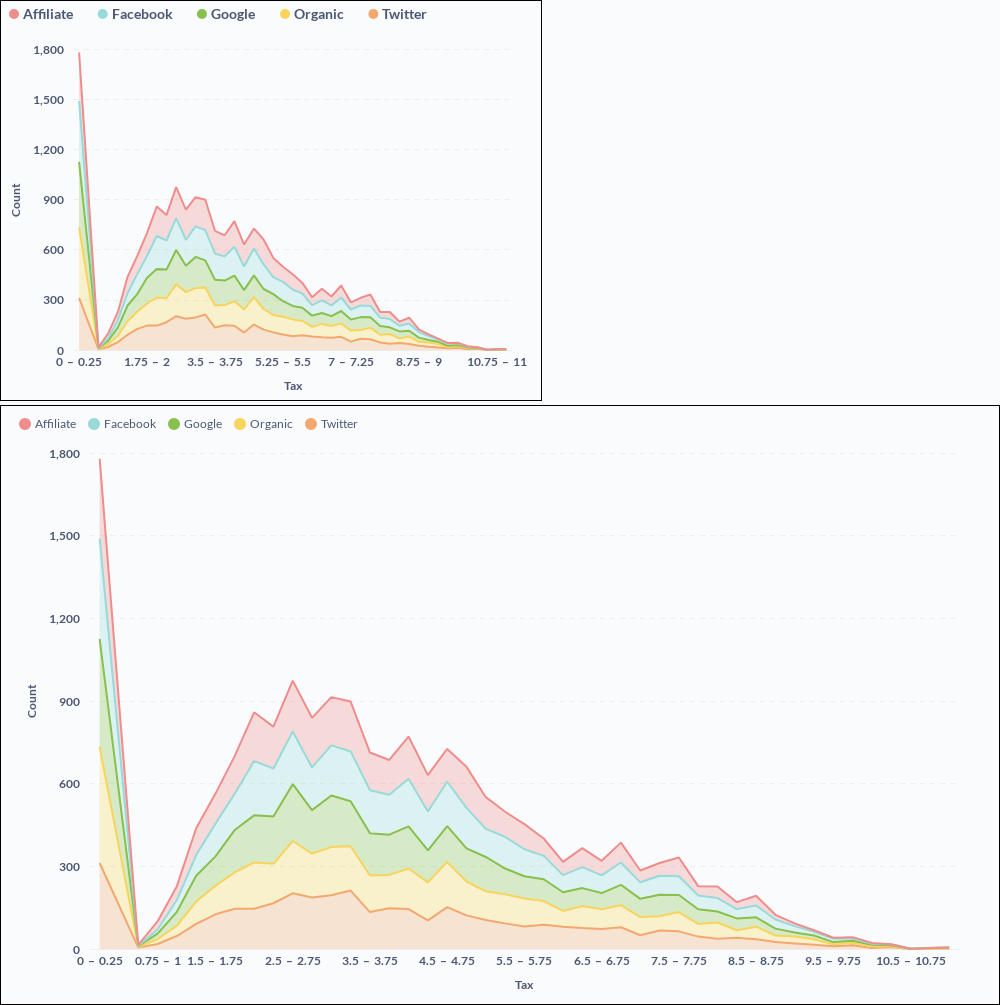 Affiliate Facebook Google Organic Twitter
1,800
1,500
1,200
900
600
300
0
Count
0 – 0.25 1.75 – 2 3.5 – 3.75 5.25 – 5.5 7 – 7.25 8.75 – 9 10.75 – 11
Tax
Affiliate Facebook Google Organic Twitter
1,800
1,500
1,200
900
600
300
0
Count
0 – 0.25 0.75 – 1 1.5 – 1.75 2.5 – 2.75 3.5 – 3.75 4.5 – 4.75 5.5 – 5.75 6.5 – 6.75 7.5 – 7.75 8.5 – 8.75 9.5 – 9.75 10.5 – 10.75
Tax